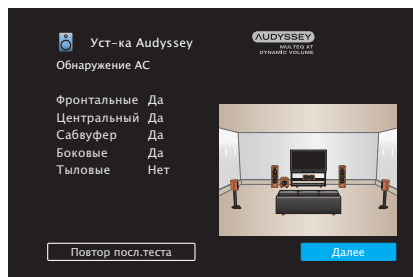 Уст-ка Audyssey
AUDYSSEY
MULTEQ XT
DYNAMIC VOLUME
Обнаружение АС
Фронтальные Да
Центральный Да
Сабвуфер Да
Боковые Да
Тыловые Нет
Повтор посл.теста
Далее